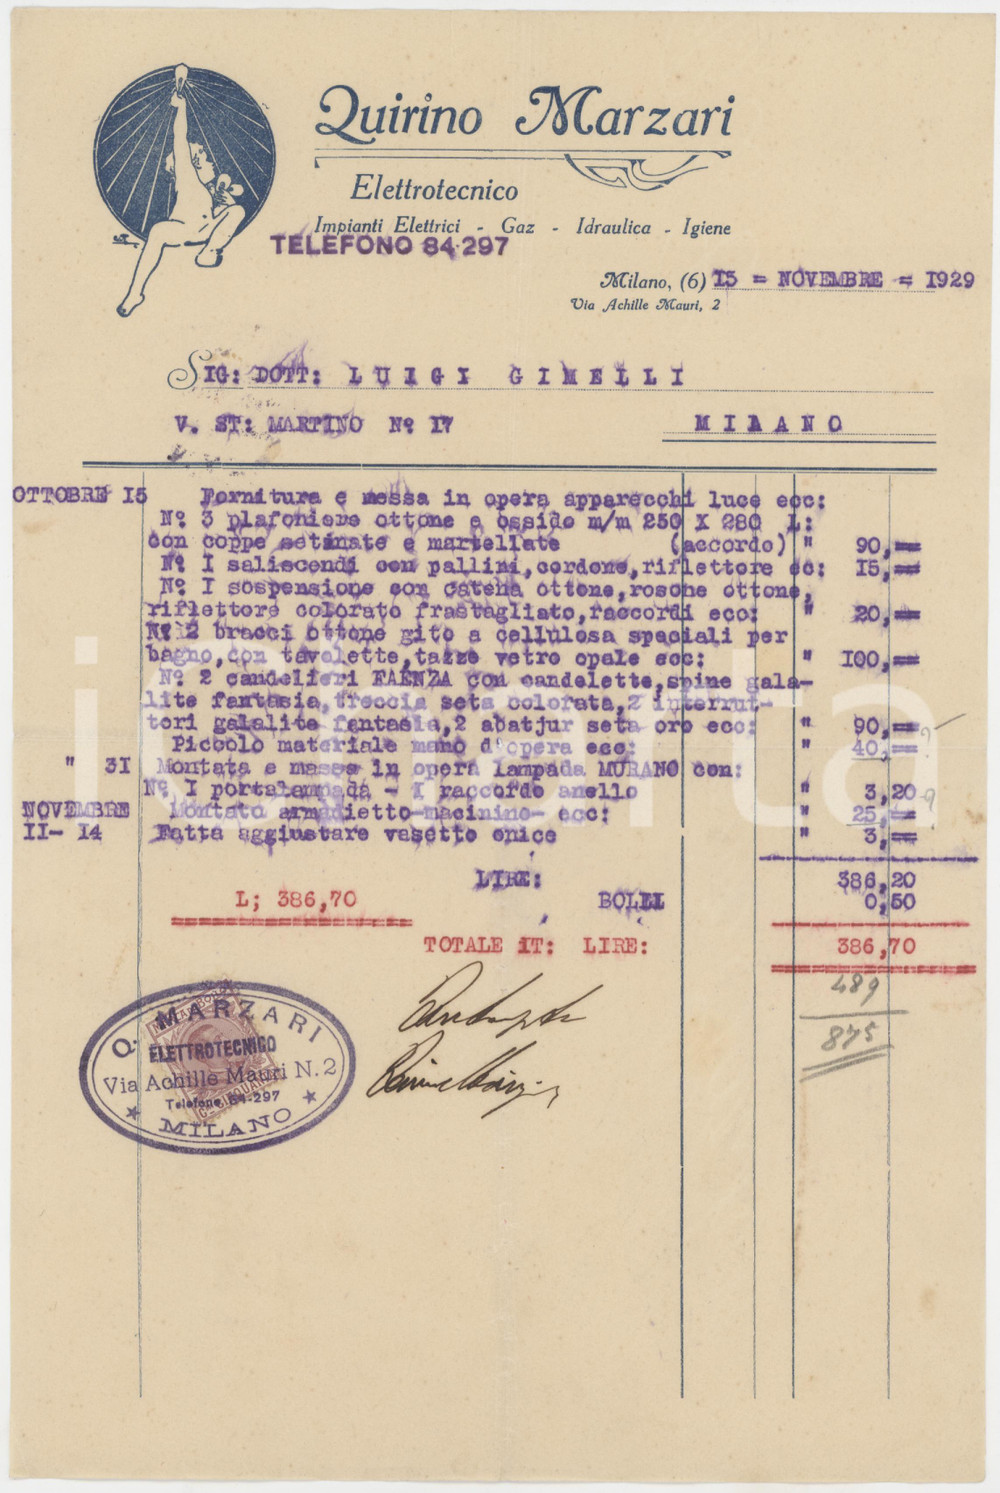 Quirino Marzari
Elettrotecnico
Impianti Elettrici - Gaz - Idraulica - Igiene
TELEFONO 84-297
Milano, (6) I5 = NOVEMBRE = I929
Via Achille Mauri, 2
SIG: DOTT: LUIGI GIMELLI
V. ST: MARTINO Nº I7 MILANO
OTTOBRE I5 Fornitura e messa in opera apparecchi luce ecc:
Nº 3 plafoniere ottone e ossido m/m 250 X 280 L:
con coppe satinate e martellate (accordo) " 90,==
Nº I saliscendi con pallini,cordone,riflettore ec: I5,==
Nº I sospensione con catena ottone,rosone ottone,
riflettore colorato frastagliato,raccordi ecc: " 20,==
Nº 2 bracci ottone gito a cellulosa speciali per
bagno,con tavolette,tazze vetro opale ecc: " I00,==
Nº 2 candelieri FAENZA con candelette,spine gala-
lite fantasia,treccia seta colorata,2 interrut-
tori galalite fantasia,2 abatjur seta oro ecc: " 90,==
Piccolo materiale mano d'opera ecc: " 40,== ?
" 3I Montata e messa in opera lampada MURANO con:
Nº I portalampada - I raccordo anello " 3,20
NOVEMBRE Montato armadietto-macinino- ecc: " 25,== ?
II- I4 Fatta aggiustare vasetto onice " 3,==
LIRE: 386,20
L; 386,70 BOLLI 0,50
TOTALE IT: LIRE: 386,70
489
875
Q. MARZARI
ELETTROTECNICO
Via Achille Mauri N. 2
Telefono 84-297
MILANO
iCharta